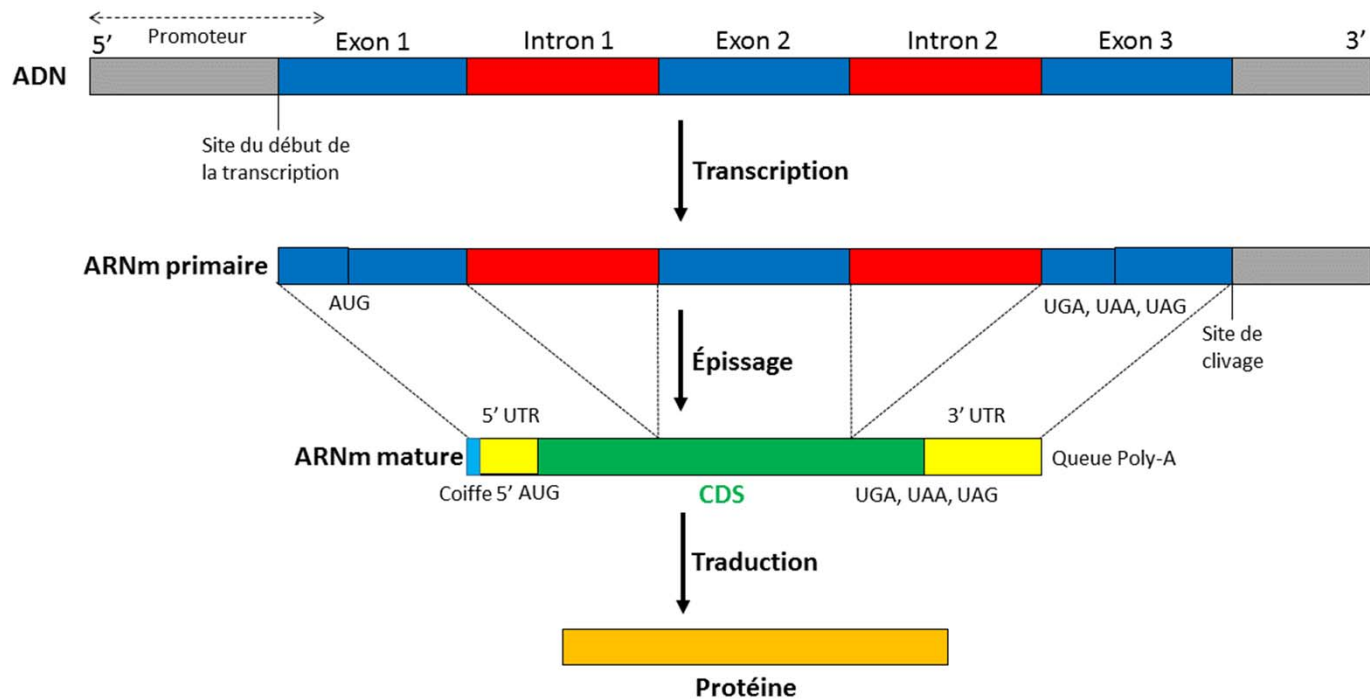 Promoteur
5’ Exon 1 Intron 1 Exon 2 Intron 2 Exon 3 3’
ADN
Site du début de
la transcription
Transcription
ARNm primaire
AUG
UGA, UAA, UAG
Site de
clivage
Épissage
5’ UTR
3’ UTR
ARNm mature
Queue Poly-A
Coiffe 5’ AUG
CDS
UGA, UAA, UAG
Traduction
Protéine